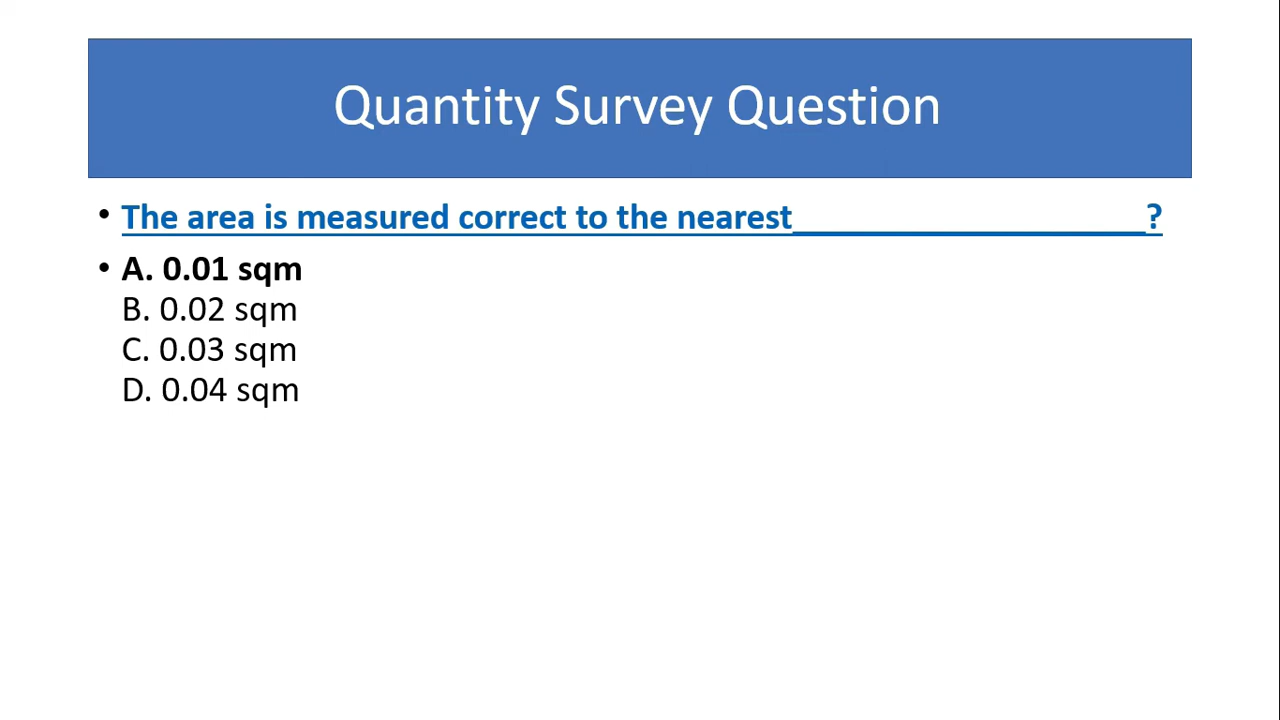 Quantity Survey Question
• The area is measured correct to the nearest____________________?
• A. 0.01 sqm
B. 0.02 sqm
C. 0.03 sqm
D. 0.04 sqm